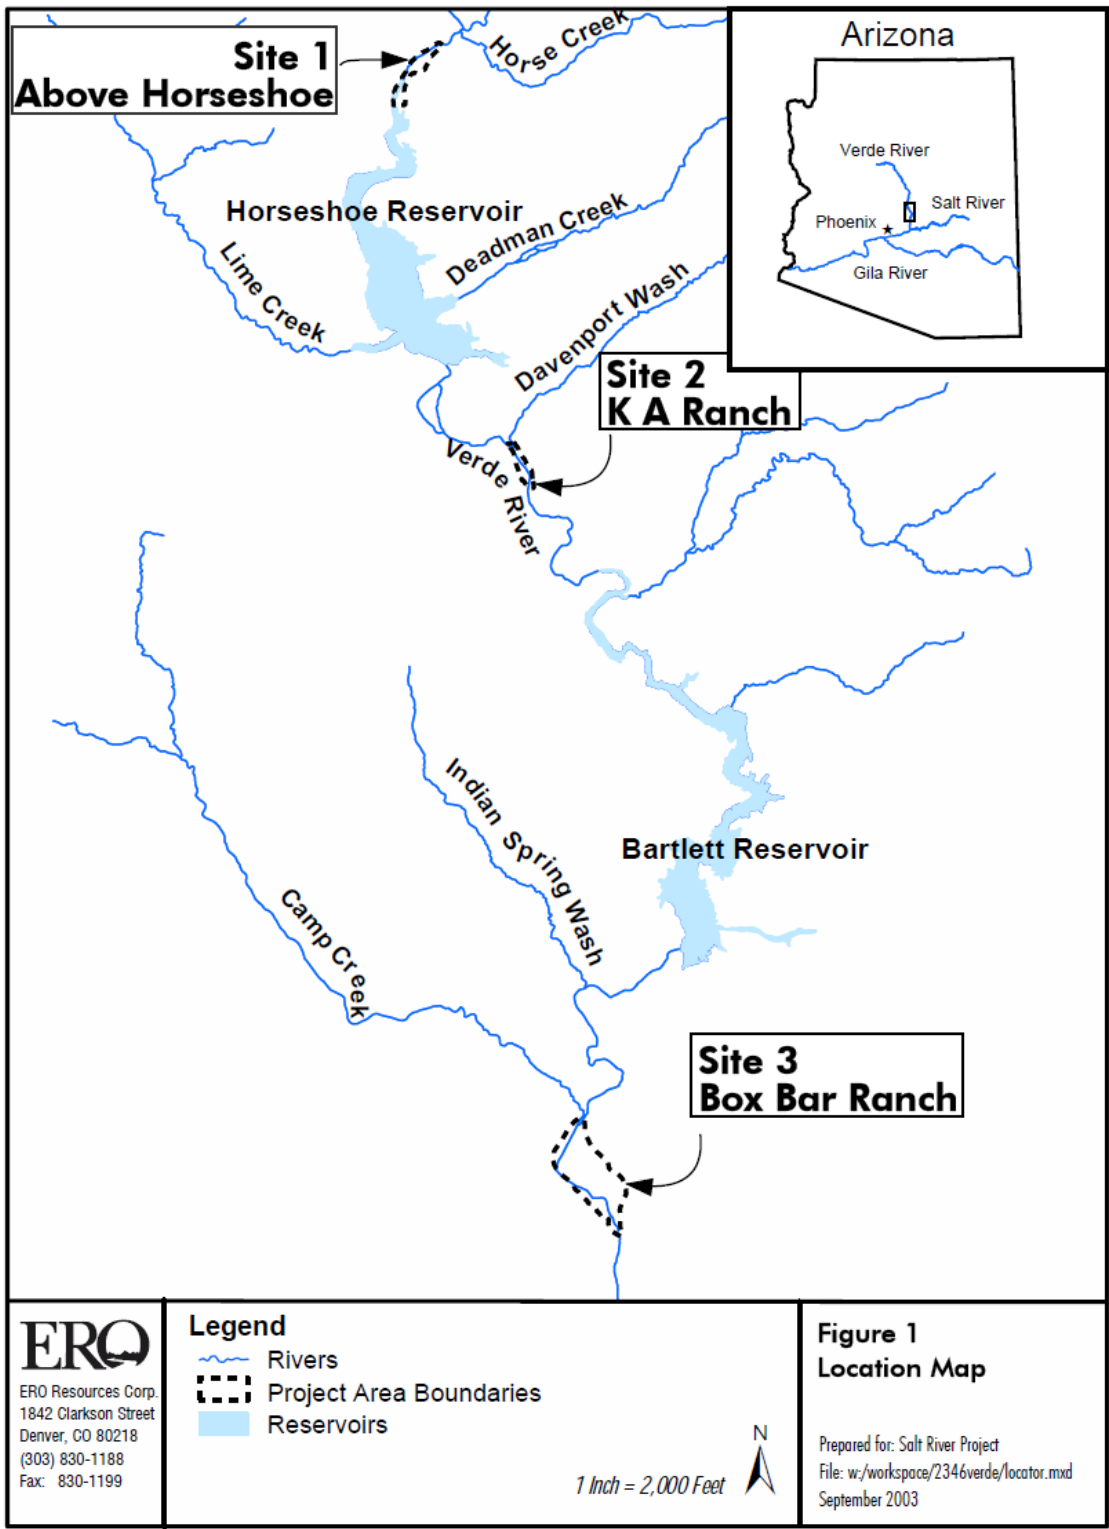 Site 1
Above Horseshoe
Horse Creek
Arizona
Verde River
Salt River
Phoenix
Gila River
Horseshoe Reservoir
Deadman Creek
Lime Creek
Davenport Wash
Site 2
K A Ranch
Verde River
Indian Spring Wash
Bartlett Reservoir
Camp Creek
Site 3
Box Bar Ranch
ERO
ERO Resources Corp.
1842 Clarkson Street
Denver, CO 80218
(303) 830-1188
Fax: 830-1199
Legend
Rivers
Project Area Boundaries
Reservoirs
1 Inch = 2,000 Feet
N
Figure 1
Location Map
Prepared for: Salt River Project
File: w:/workspace/2346verde/locator.mxd
September 2003